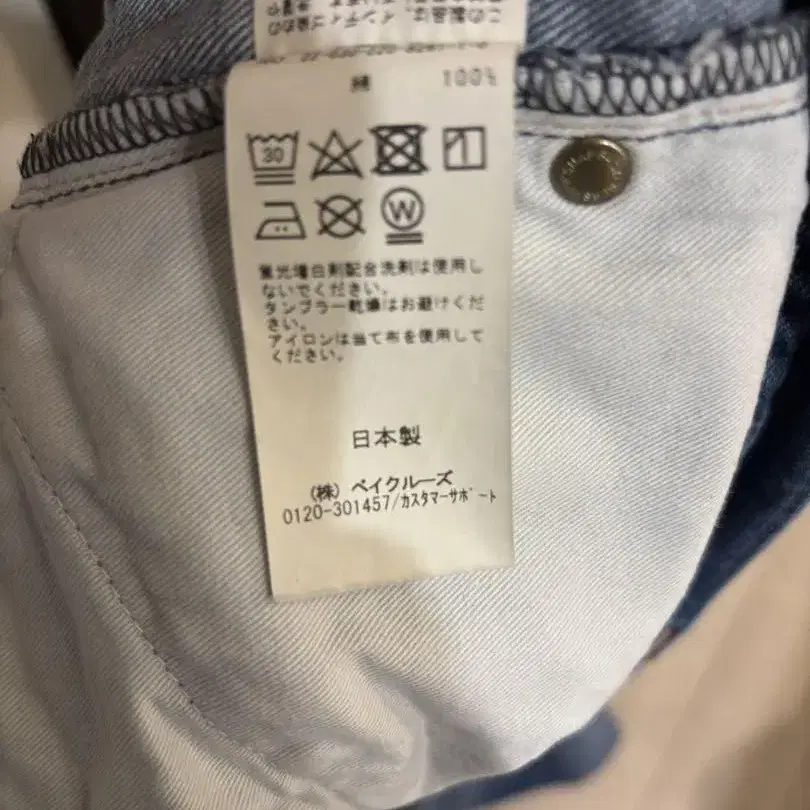 綿 100%
30
W
蛍光増白剤配合洗剤は使用し
ないでください。
タンブラー乾燥はお避けくだ
さい。
アイロンは当て布を使用して
ください。
日本製
(株) ベイクルーズ
0120-301457/カスタマーサポート